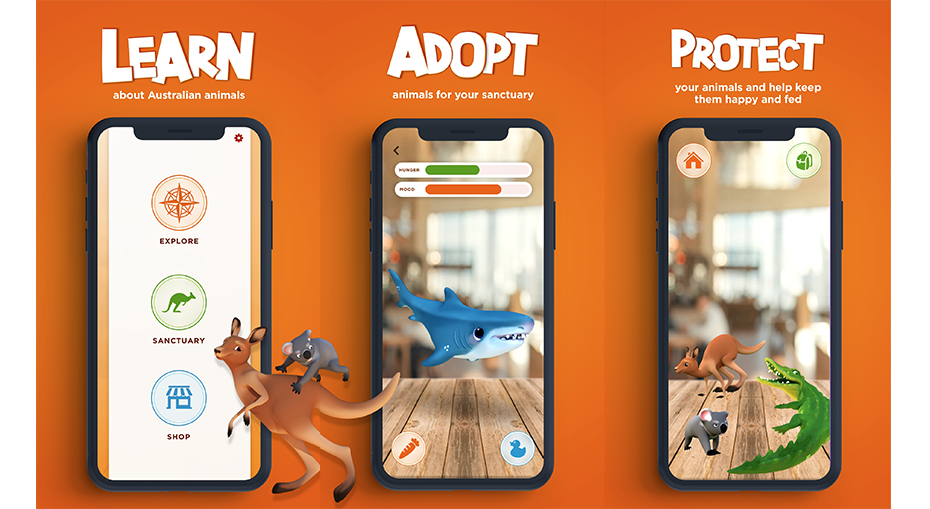 LEARN
about Australian animals
EXPLORE
SANCTUARY
SHOP
ADOPT
animals for your sanctuary
HUNGER
MOOD
PROTECT
your animals and help keep
them happy and fed